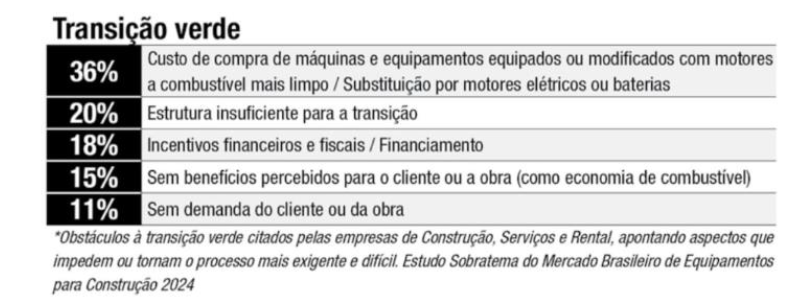 Transição verde
36% Custo de compra de máquinas e equipamentos equipados ou modificados com motores
a combustível mais limpo / Substituição por motores elétricos ou baterias
20% Estrutura insuficiente para a transição
18% Incentivos financeiros e fiscais / Financiamento
15% Sem benefícios percebidos para o cliente ou a obra (como economia de combustível)
11% Sem demanda do cliente ou da obra
*Obstáculos à transição verde citados pelas empresas de Construção, Serviços e Rental, apontando aspectos que
impedem ou tornam o processo mais exigente e difícil. Estudo Sobratema do Mercado Brasileiro de Equipamentos
para Construção 2024